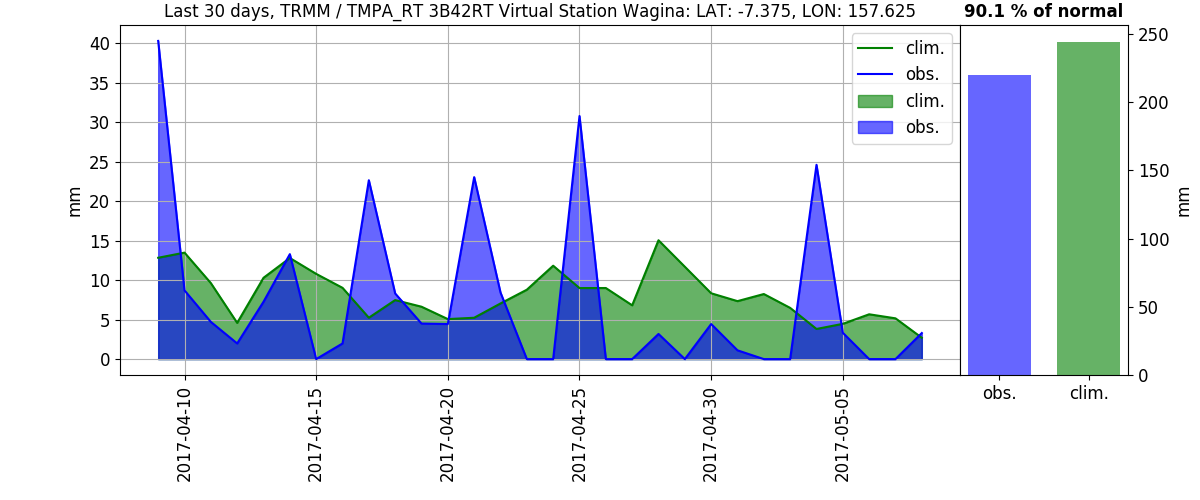 Last 30 days, TRMM / TMPA_RT 3B42RT Virtual Station Wagina: LAT: -7.375, LON: 157.625
90.1 % of normal
40
35
30
25
20
15
10
5
0
mm
clim.
obs.
clim.
obs.
2017-04-10
2017-04-15
2017-04-20
2017-04-25
2017-04-30
2017-05-05
250
200
150
100
50
0
mm
obs.
clim.